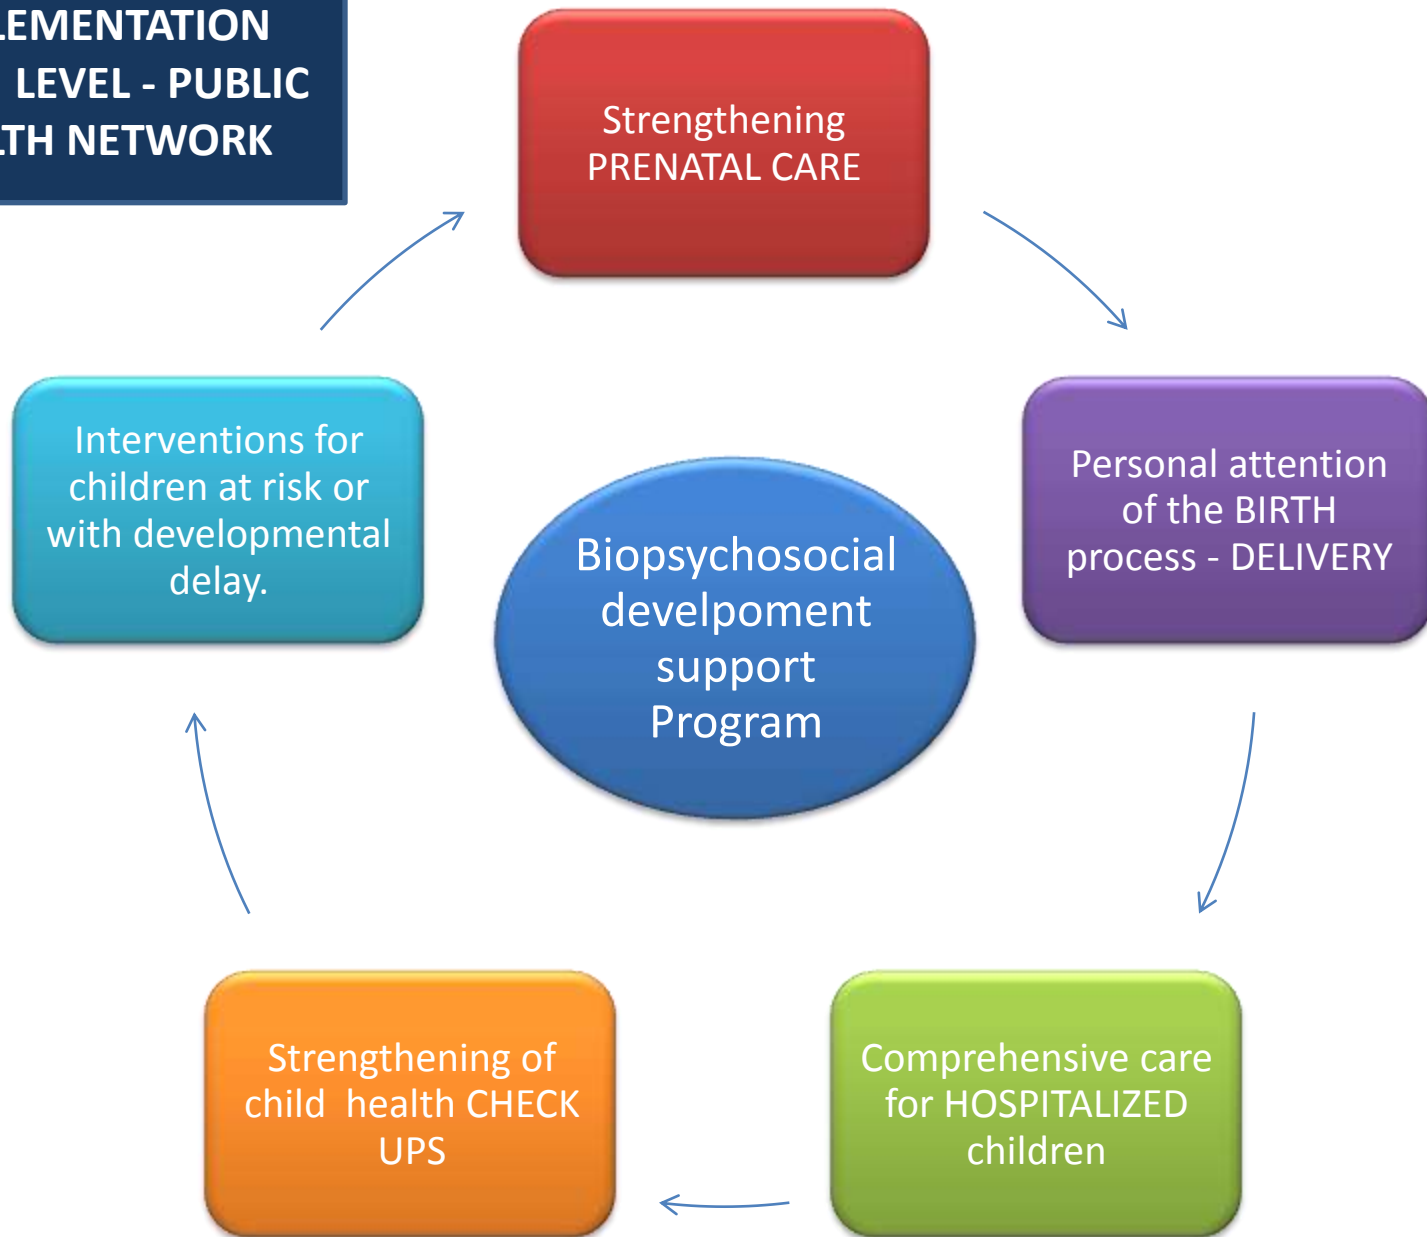 LEMENTATION
LEVEL - PUBLIC
LTH NETWORK
Strengthening
PRENATAL CARE
Personal attention
of the BIRTH
process - DELIVERY
Comprehensive care
for HOSPITALIZED
children
Strengthening of
child  health CHECK
UPS
Interventions for
children at risk or
with developmental
delay.
Biopsychosocial
develpoment
support
Program